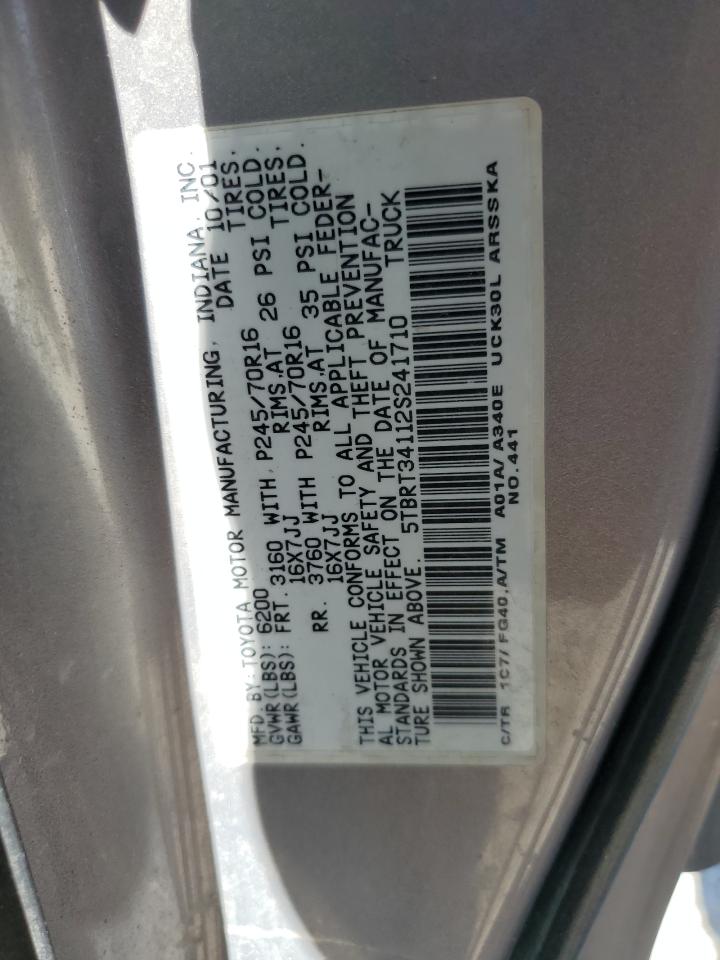 MFD. BY: TOYOTA MOTOR MANUFACTURING, INDIANA, INC.
GVWR(LBS): 6200 DATE 10/01
GAWR(LBS): FRT. 3160 WITH P245/70R16 TIRES,
16X7JJ RIMS,AT 26 PSI COLD.
RR. 3760 WITH P245/70R16 TIRES,
16X7JJ RIMS,AT 35 PSI COLD.
THIS VEHICLE CONFORMS TO ALL APPLICABLE FEDER-
AL MOTOR VEHICLE SAFETY AND THEFT PREVENTION
STANDARDS IN EFFECT ON THE DATE OF MANUFAC-
TURE SHOWN ABOVE. 5TBRT34112S241710 TRUCK
C/TR 1C7/ FG40,A/TM A01A/ A340E UCK30L ARSSKA
NO.441